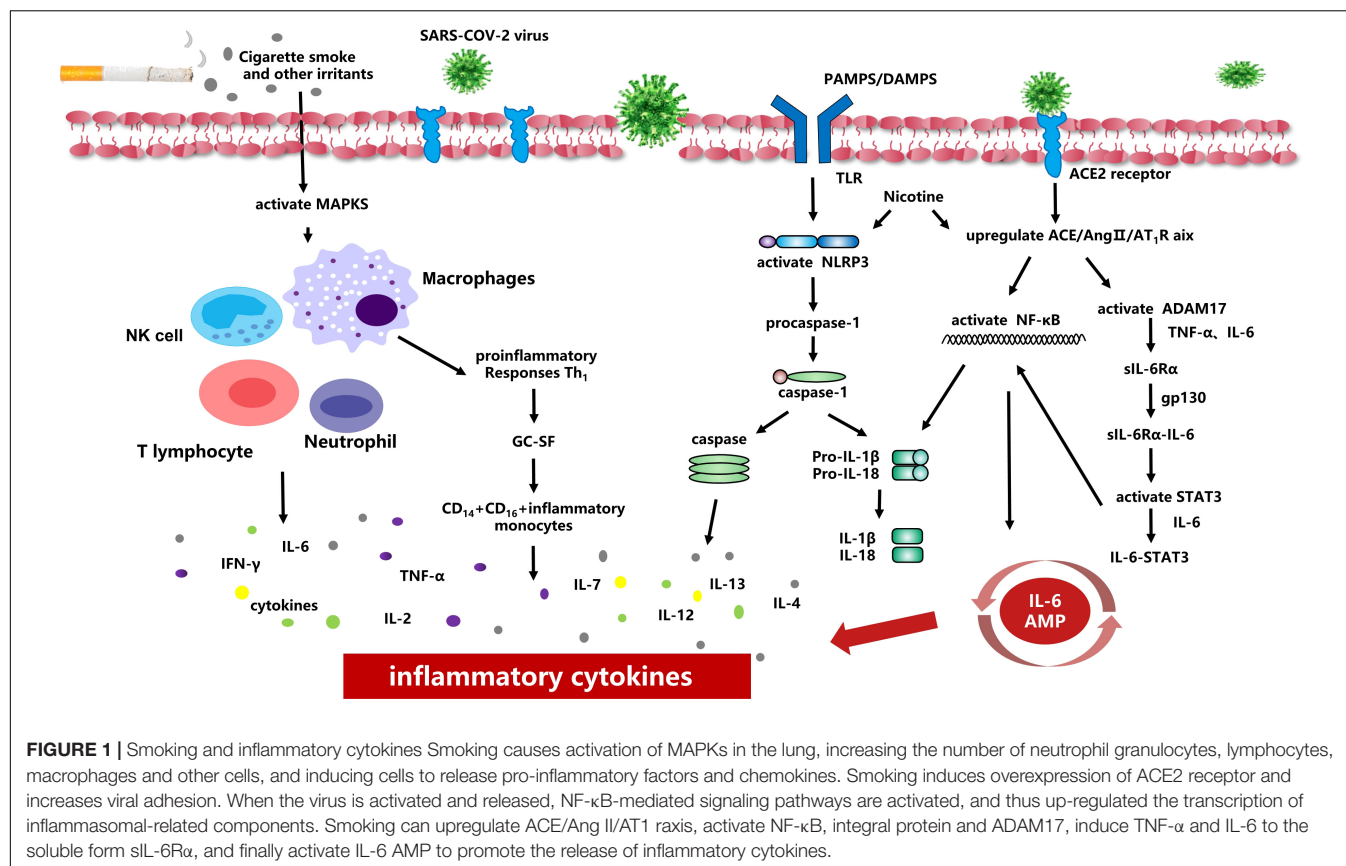 Cigarette smoke
and other irritants
SARS-COV-2 virus
PAMPS/DAMPS
TLR
ACE2 receptor
activate MAPKS
Nicotine
upregulate ACE/AngⅡ/AT₁R aix
Macrophages
NK cell
T lymphocyte
Neutrophil
proinflammatory
Responses Th₁
GC-SF
CD₁₄+CD₁₆+inflammatory
monocytes
activate NLRP3
procaspase-1
caspase-1
caspase
Pro-IL-1β
Pro-IL-18
IL-1β
IL-18
activate NF-κB
activate ADAM17
TNF-α、IL-6
sIL-6Rα
gp130
sIL-6Rα-IL-6
activate STAT3
IL-6
IL-6-STAT3
IL-6
AMP
IL-6
IFN-γ
cytokines
TNF-α
IL-2
IL-7
IL-12
IL-13
IL-4
inflammatory cytokines
FIGURE 1 | Smoking and inflammatory cytokines Smoking causes activation of MAPKs in the lung, increasing the number of neutrophil granulocytes, lymphocytes,
macrophages and other cells, and inducing cells to release pro-inflammatory factors and chemokines. Smoking induces overexpression of ACE2 receptor and
increases viral adhesion. When the virus is activated and released, NF-κB-mediated signaling pathways are activated, and thus up-regulated the transcription of
inflammasomal-related components. Smoking can upregulate ACE/Ang II/AT1 raxis, activate NF-κB, integral protein and ADAM17, induce TNF-α and IL-6 to the
soluble form sIL-6Rα, and finally activate IL-6 AMP to promote the release of inflammatory cytokines.